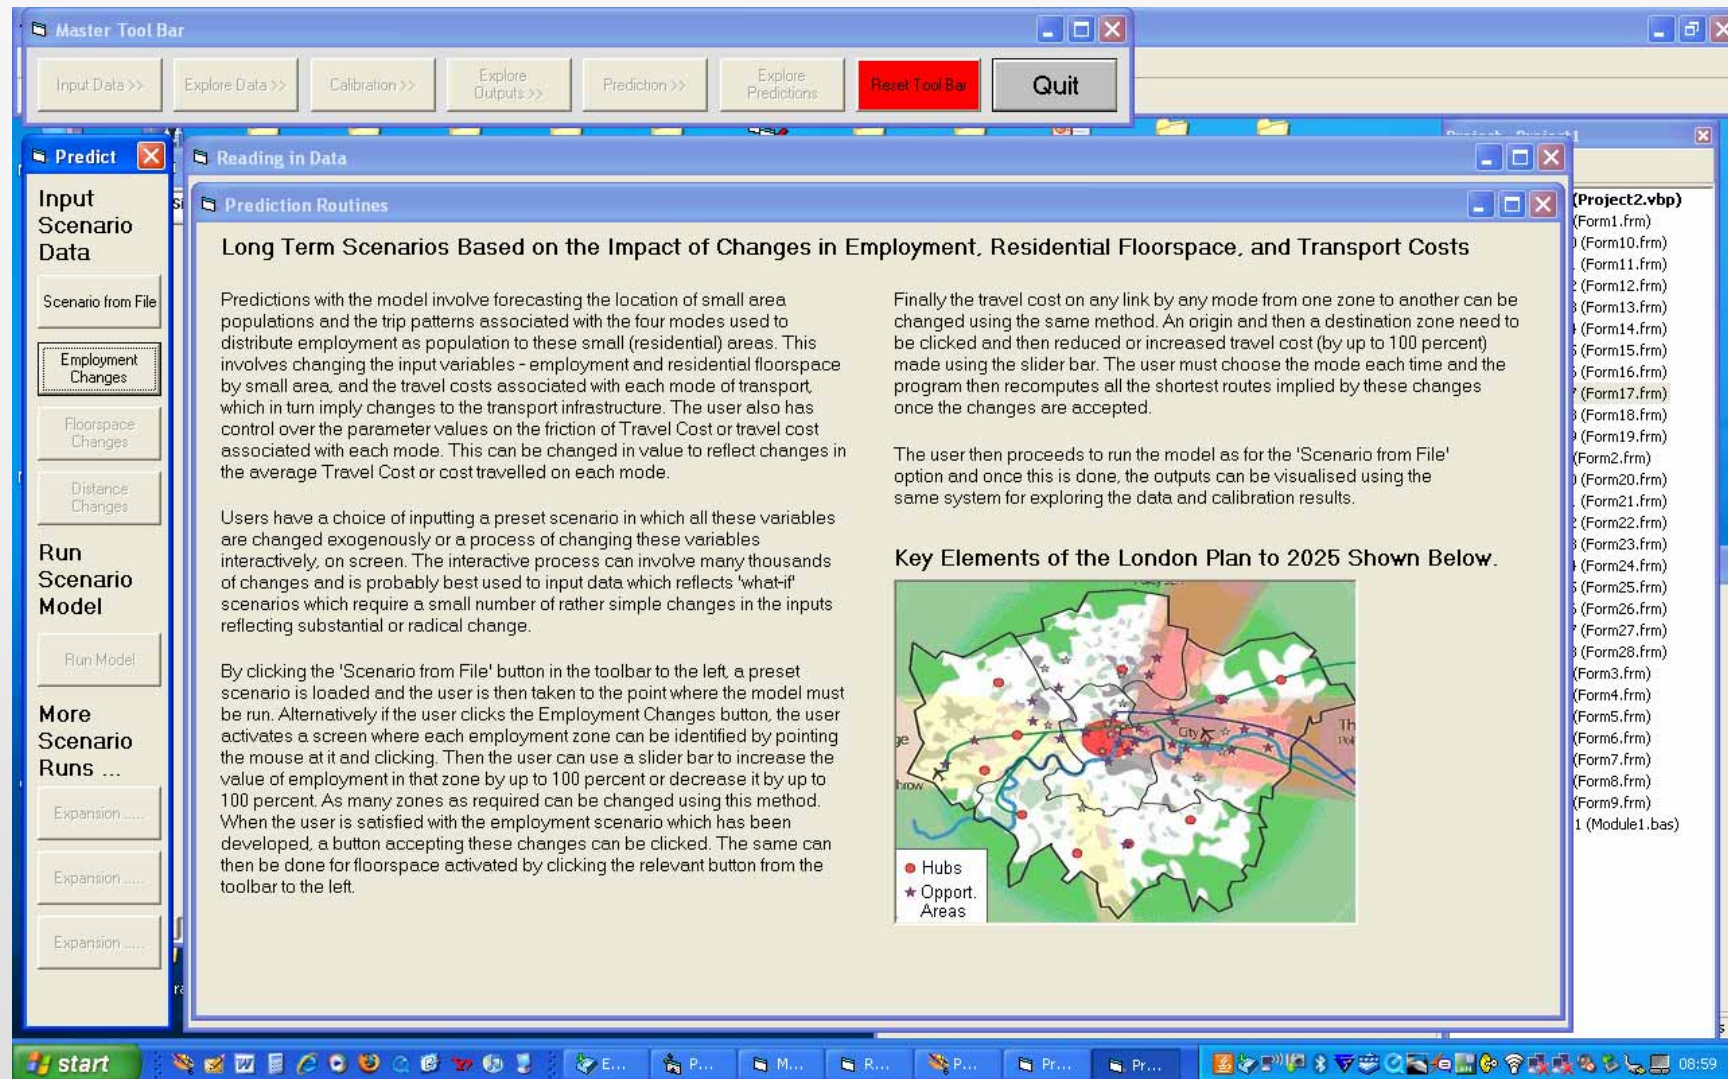 Master Tool Bar
Input Data >>
Explore Data >>
Calibration >>
Explore
Outputs >>
Prediction >>
Explore
Predictions
Reset Tool Bar
Quit
Predict
Input
Scenario
Data
Scenario from File
Employment
Changes
Floorspace
Changes
Distance
Changes
Run
Scenario
Model
Run Model
More
Scenario
Runs ...
Expansion .....
Expansion .....
Expansion .....
Reading in Data
Prediction Routines
Long Term Scenarios Based on the Impact of Changes in Employment, Residential Floorspace, and Transport Costs
Predictions with the model involve forecasting the location of small area
populations and the trip patterns associated with the four modes used to
distribute employment as population to these small (residential) areas. This
involves changing the input variables - employment and residential floorspace
by small area, and the travel costs associated with each mode of transport,
which in turn imply changes to the transport infrastructure. The user also has
control over the parameter values on the friction of Travel Cost or travel cost
associated with each mode. This can be changed in value to reflect changes in
the average Travel Cost or cost travelled on each mode.
Users have a choice of inputting a preset scenario in which all these variables
are changed exogenously or a process of changing these variables
interactively, on screen. The interactive process can involve many thousands
of changes and is probably best used to input data which reflects 'what-if'
scenarios which require a small number of rather simple changes in the inputs
reflecting substantial or radical change.
By clicking the 'Scenario from File' button in the toolbar to the left, a preset
scenario is loaded and the user is then taken to the point where the model must
be run. Alternatively if the user clicks the Employment Changes button, the user
activates a screen where each employment zone can be identified by pointing
the mouse at it and clicking. Then the user can use a slider bar to increase the
value of employment in that zone by up to 100 percent or decrease it by up to
100 percent. As many zones as required can be changed using this method.
When the user is satisfied with the employment scenario which has been
developed, a button accepting these changes can be clicked. The same can
then be done for floorspace activated by clicking the relevant button from the
toolbar to the left.
Finally the travel cost on any link by any mode from one zone to another can be
changed using the same method. An origin and then a destination zone need to
be clicked and then reduced or increased travel cost (by up to 100 percent)
made using the slider bar. The user must choose the mode each time and the
program then recomputes all the shortest routes implied by these changes
once the changes are accepted.
The user then proceeds to run the model as for the 'Scenario from File'
option and once this is done, the outputs can be visualised using the
same system for exploring the data and calibration results.
Key Elements of the London Plan to 2025 Shown Below.
City
Hubs
Opport.
Areas
(Project2.vbp)
(Form1.frm)
(Form10.frm)
(Form11.frm)
(Form12.frm)
(Form13.frm)
(Form14.frm)
(Form15.frm)
(Form16.frm)
(Form17.frm)
(Form18.frm)
(Form19.frm)
(Form2.frm)
(Form20.frm)
(Form21.frm)
(Form22.frm)
(Form23.frm)
(Form24.frm)
(Form25.frm)
(Form26.frm)
(Form27.frm)
(Form28.frm)
(Form3.frm)
(Form4.frm)
(Form5.frm)
(Form6.frm)
(Form7.frm)
(Form8.frm)
(Form9.frm)
1 (Module1.bas)
start
E...
P...
M...
R...
P...
Pr...
Pr...
08:59